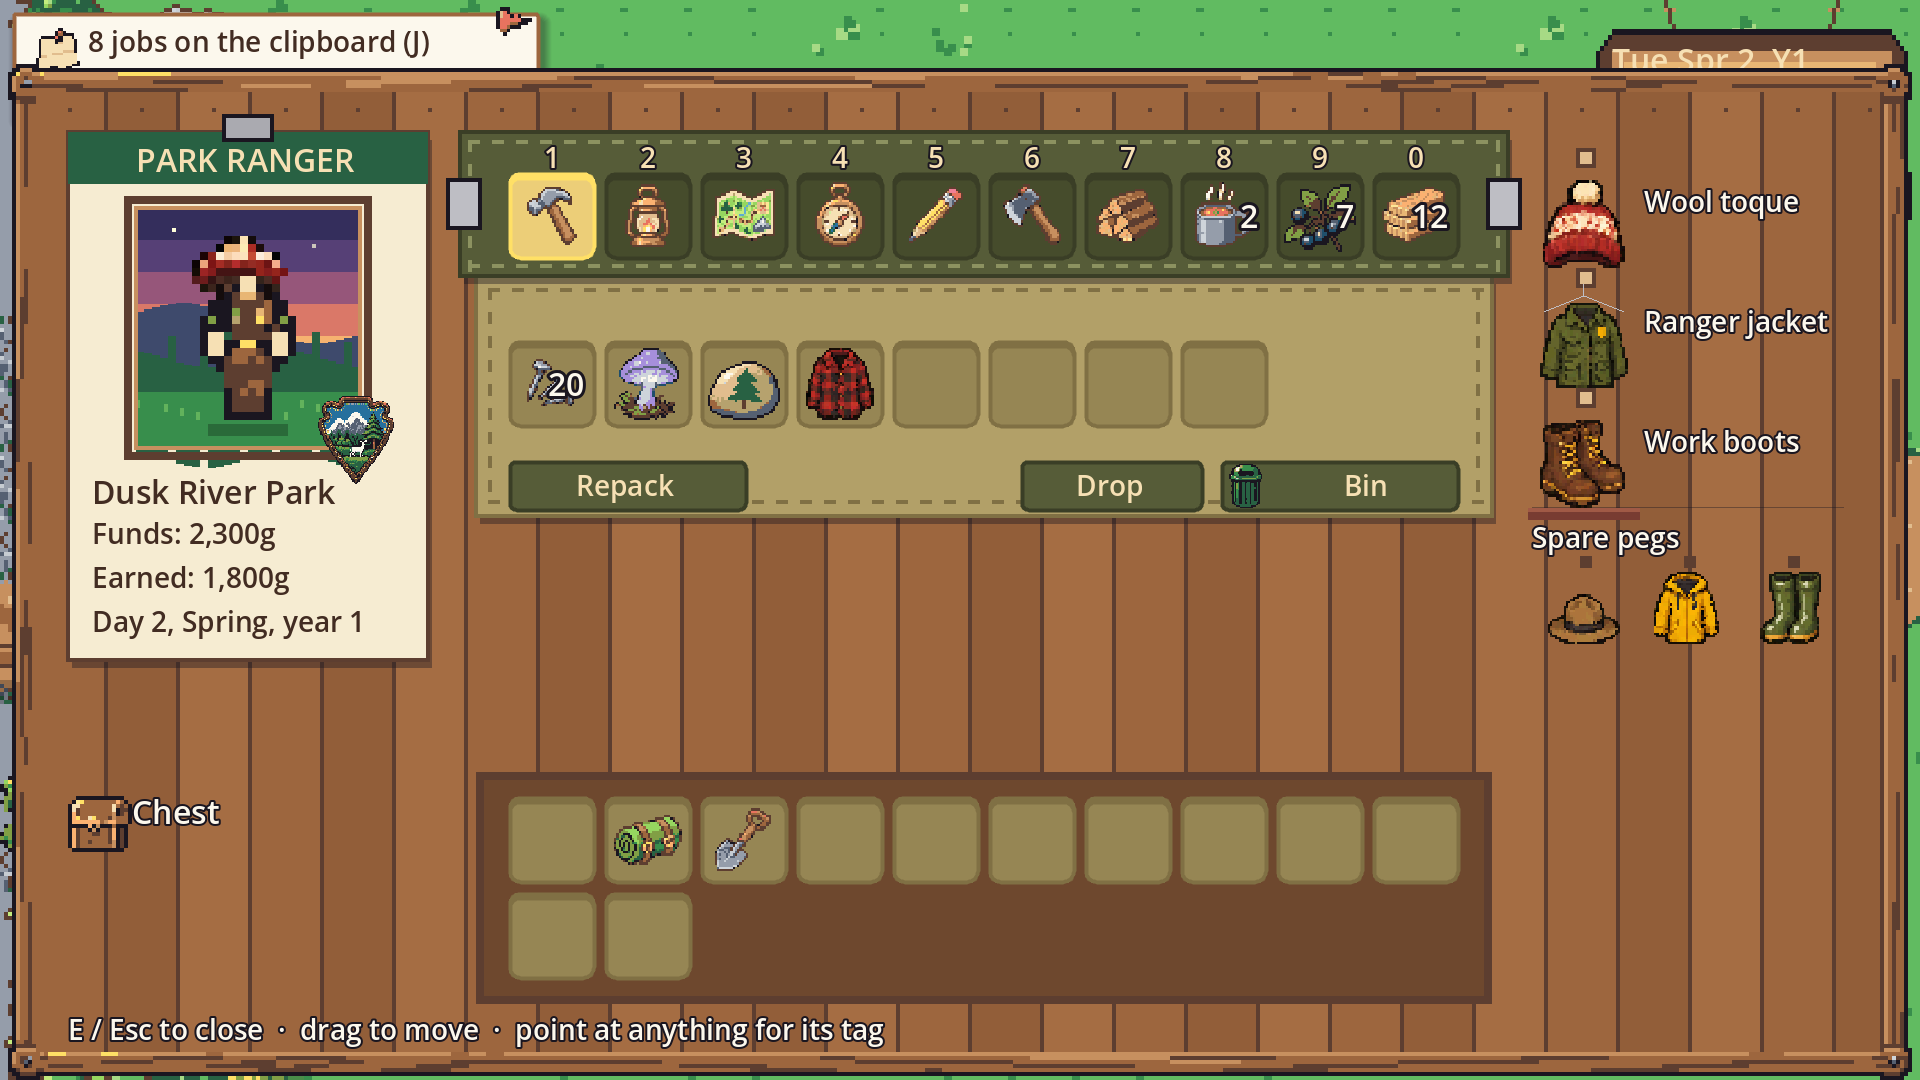 8 jobs on the clipboard (J)
Tue Spr 2, Y1
PARK RANGER
1 2 3 4 5 6 7 8 9 0
2 7 12
Wool toque
Ranger jacket
20
Work boots
Repack
Drop
Bin
Dusk River Park
Funds: 2,300g
Earned: 1,800g
Day 2, Spring, year 1
Spare pegs
Chest
E / Esc to close · drag to move · point at anything for its tag